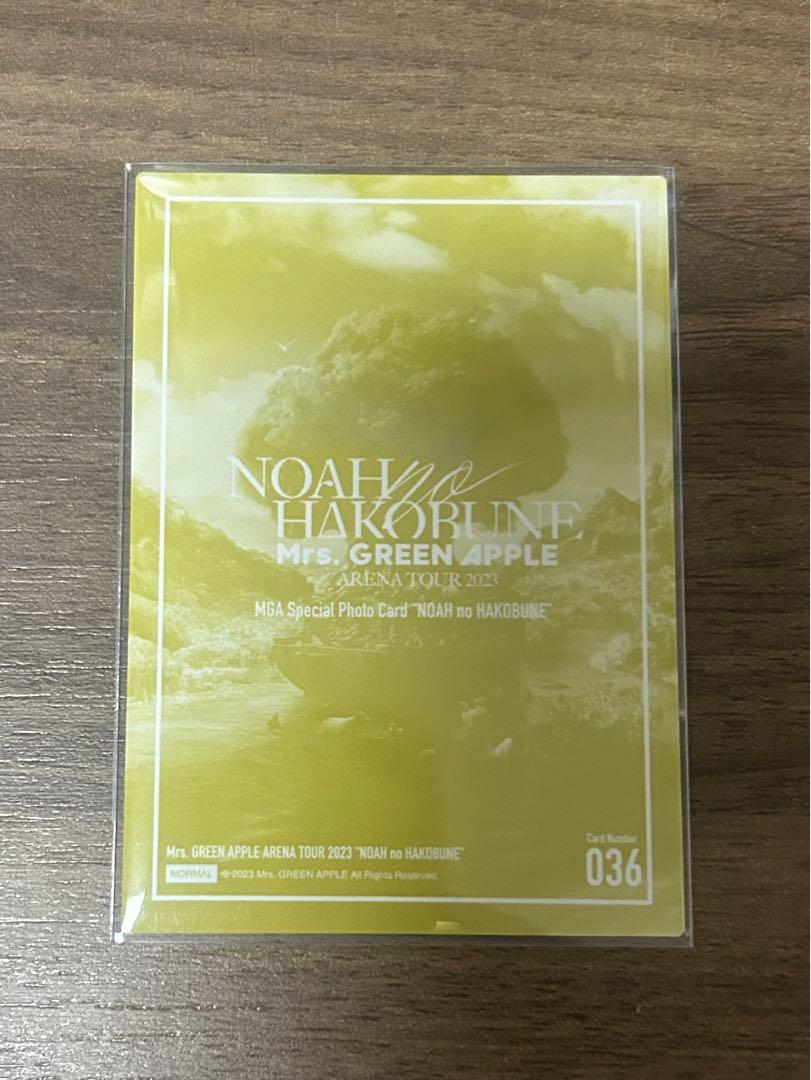 NOAH no
HAKOBUNE
Mrs. GREEN APPLE
ARENA TOUR 2023
MGA Special Photo Card "NOAH no HAKOBUNE"
Mrs. GREEN APPLE ARENA TOUR 2023 "NOAH no HAKOBUNE"
NORMAL ℗2023 Mrs. GREEN APPLE All Rights Reserved.
Card Number
036